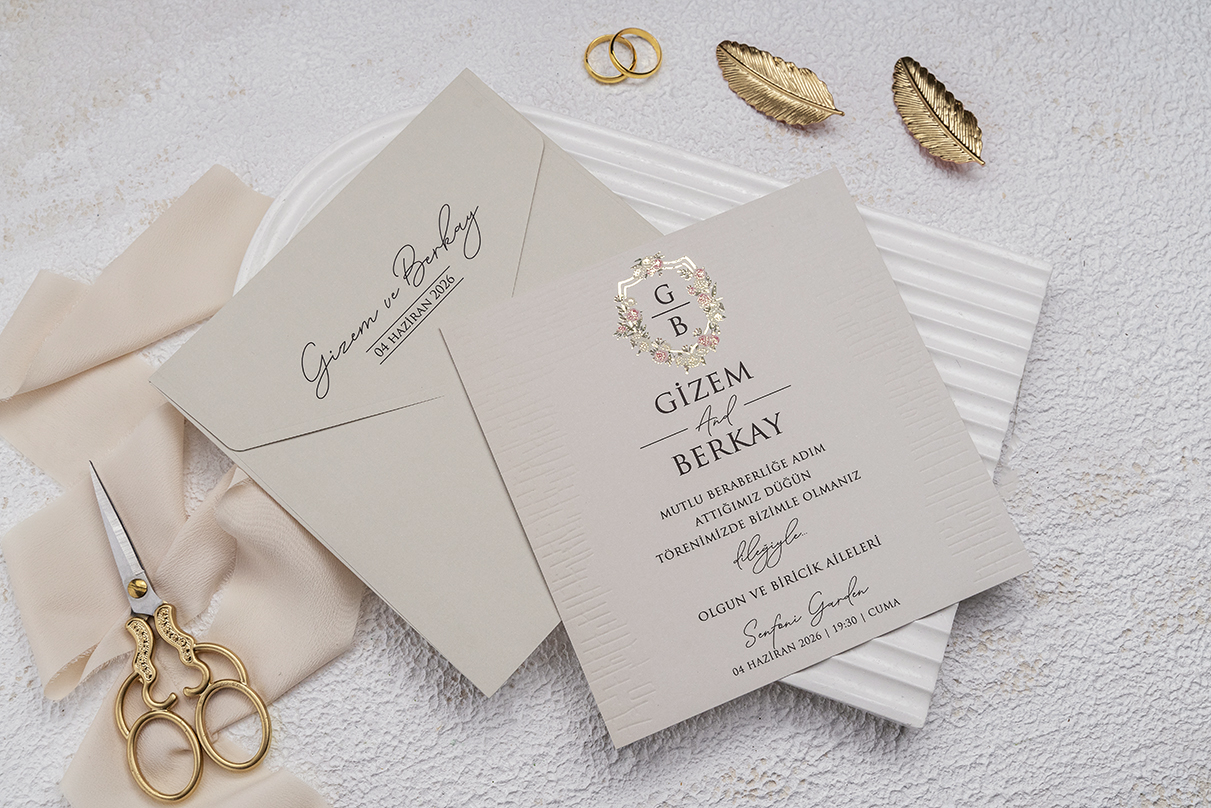 Gizem ve Berkay
04 HAZİRAN 2026
G
B
GİZEM
And
BERKAY
MUTLU BERABERLİĞE ADIM
ATTIĞIMIZ DÜĞÜN
TÖRENİMİZDE BİZİMLE OLMANIZ
dileğiyle...
OLGUN VE BİRİCİK AİLELERİ
Senfoni Garden
04 HAZİRAN 2026 | 19:30 | CUMA